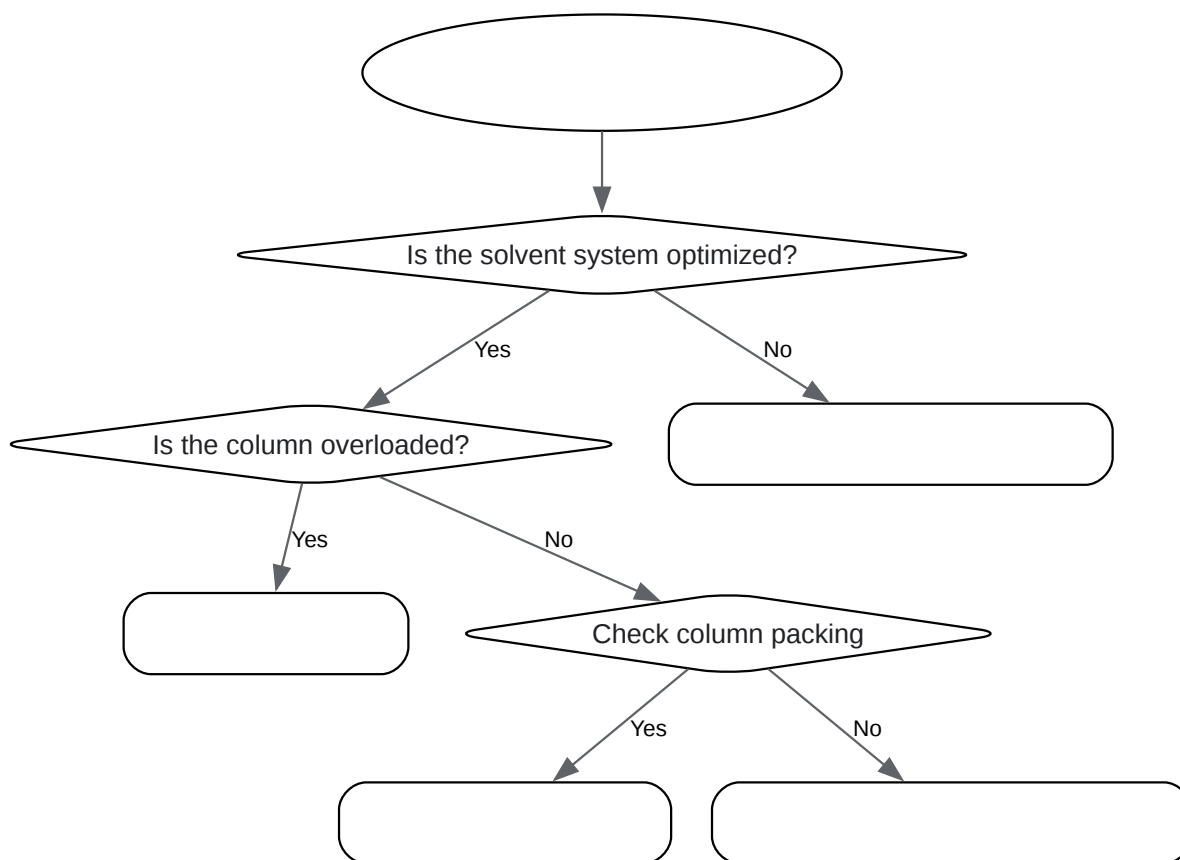 Is the solvent system optimized?
Yes
No
Is the column overloaded?
Yes
No
Check column packing
Yes
No